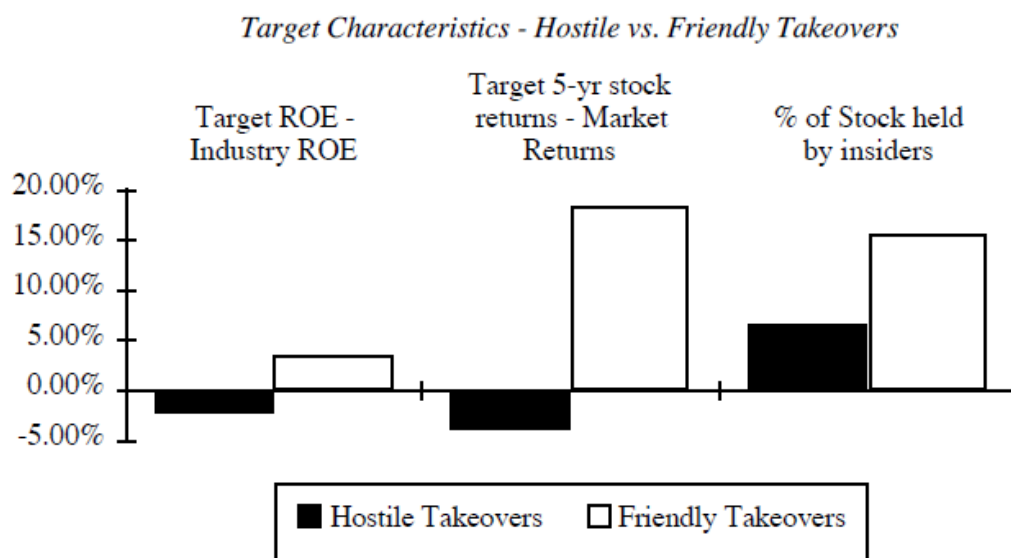 Target Characteristics - Hostile vs. Friendly Takeovers
Target ROE -
Industry ROE
Target 5-yr stock
returns - Market
Returns
% of Stock held
by insiders
20.00%
15.00%
10.00%
5.00%
0.00%
-5.00%
Hostile Takeovers
Friendly Takeovers